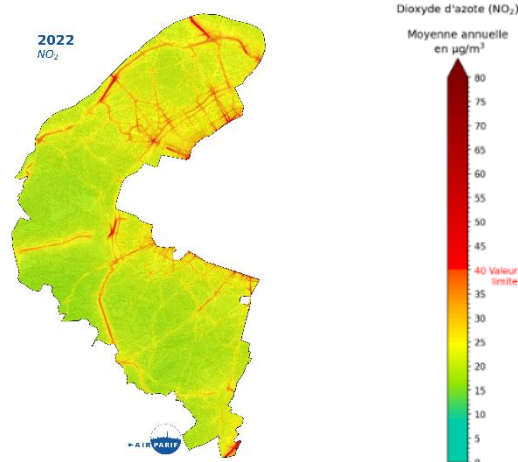 2022
NO₂
Dioxyde d'azote (NO₂)
Moyenne annuelle
en µg/m³
80
75
70
65
60
55
50
45
40 Valeur
limite
35
30
25
20
15
10
5
0
AIRPARIF